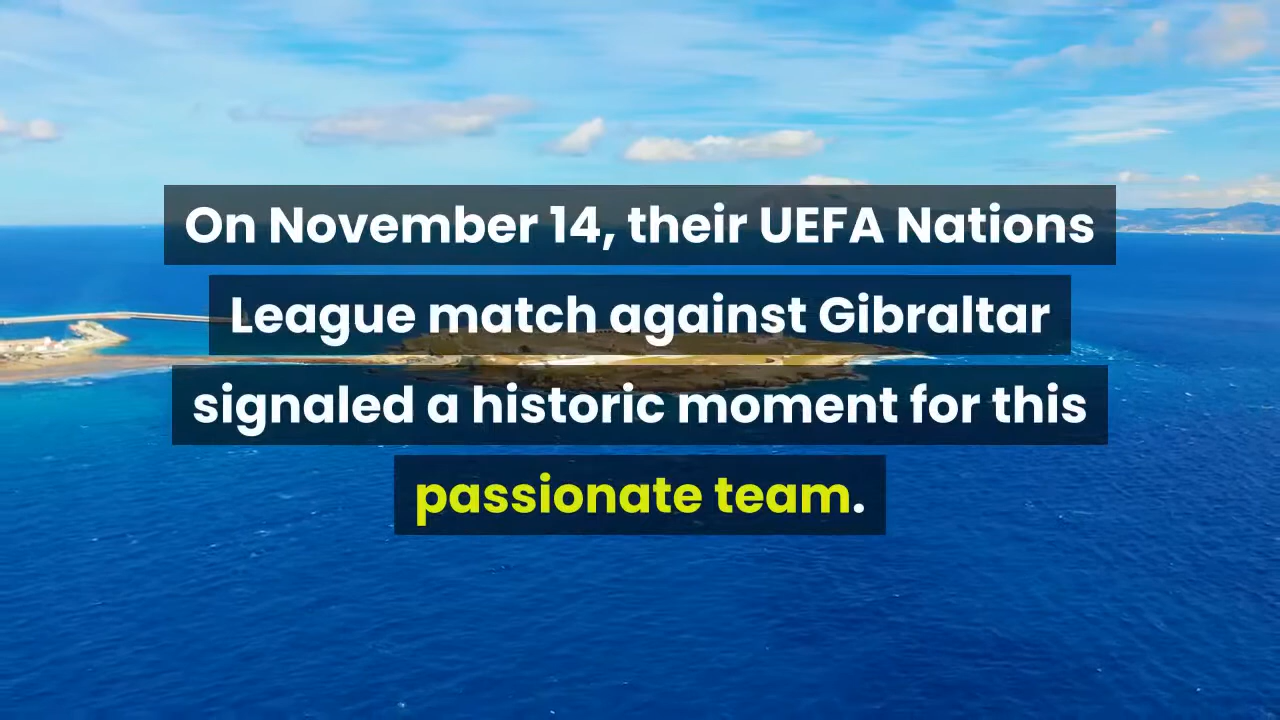 On November 14, their UEFA Nations
League match against Gibraltar
signaled a historic moment for this
passionate team.